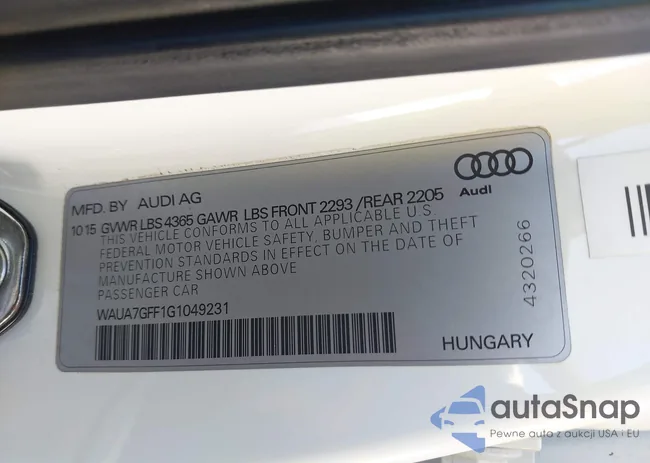 MFD. BY AUDI AG
Audi
10 15 GVWR LBS 4365 GAWR LBS FRONT 2293 /REAR 2205
THIS VEHICLE CONFORMS TO ALL APPLICABLE U.S
FEDERAL MOTOR VEHICLE SAFETY, BUMPER AND THEFT
PREVENTION STANDARDS IN EFFECT ON THE DATE OF
MANUFACTURE SHOWN ABOVE
PASSENGER CAR
WAUA7GFF1G1049231
4320266
HUNGARY
autaSnap
Pewne auto z aukcji USA i EU